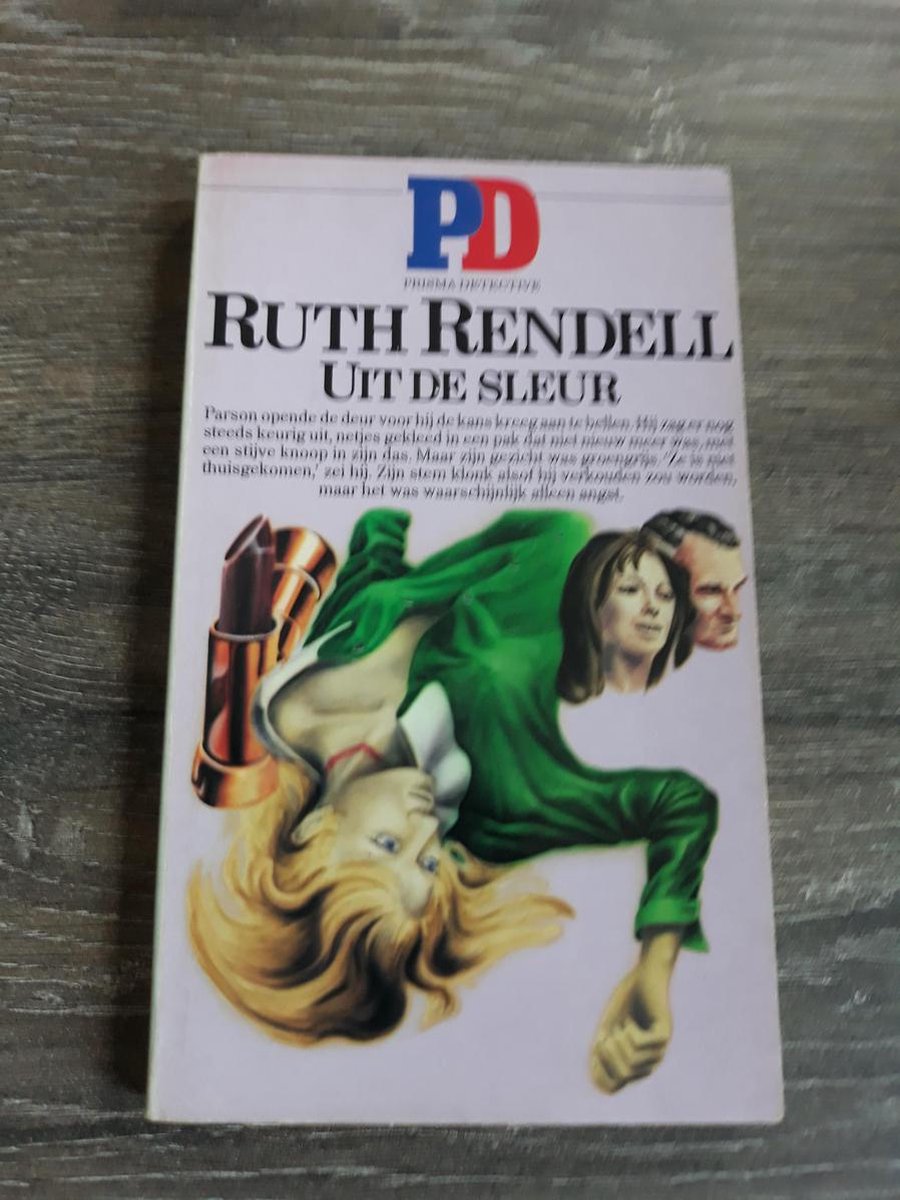 PD
PRISMA DETECTIVE
RUTH RENDELL
UIT DE SLEUR
Parson opende de deur voor hij de kans kreeg aan te bellen. Hij zag er nog
steeds keurig uit, netjes gekleed in een pak dat niet nieuw meer was, met
een stijve knoop in zijn das. Maar zijn gezicht was groengrijs. 'Ze is niet
thuisgekomen,' zei hij. Zijn stem klonk alsof hij verkouden zou worden,
maar het was waarschijnlijk alleen angst.